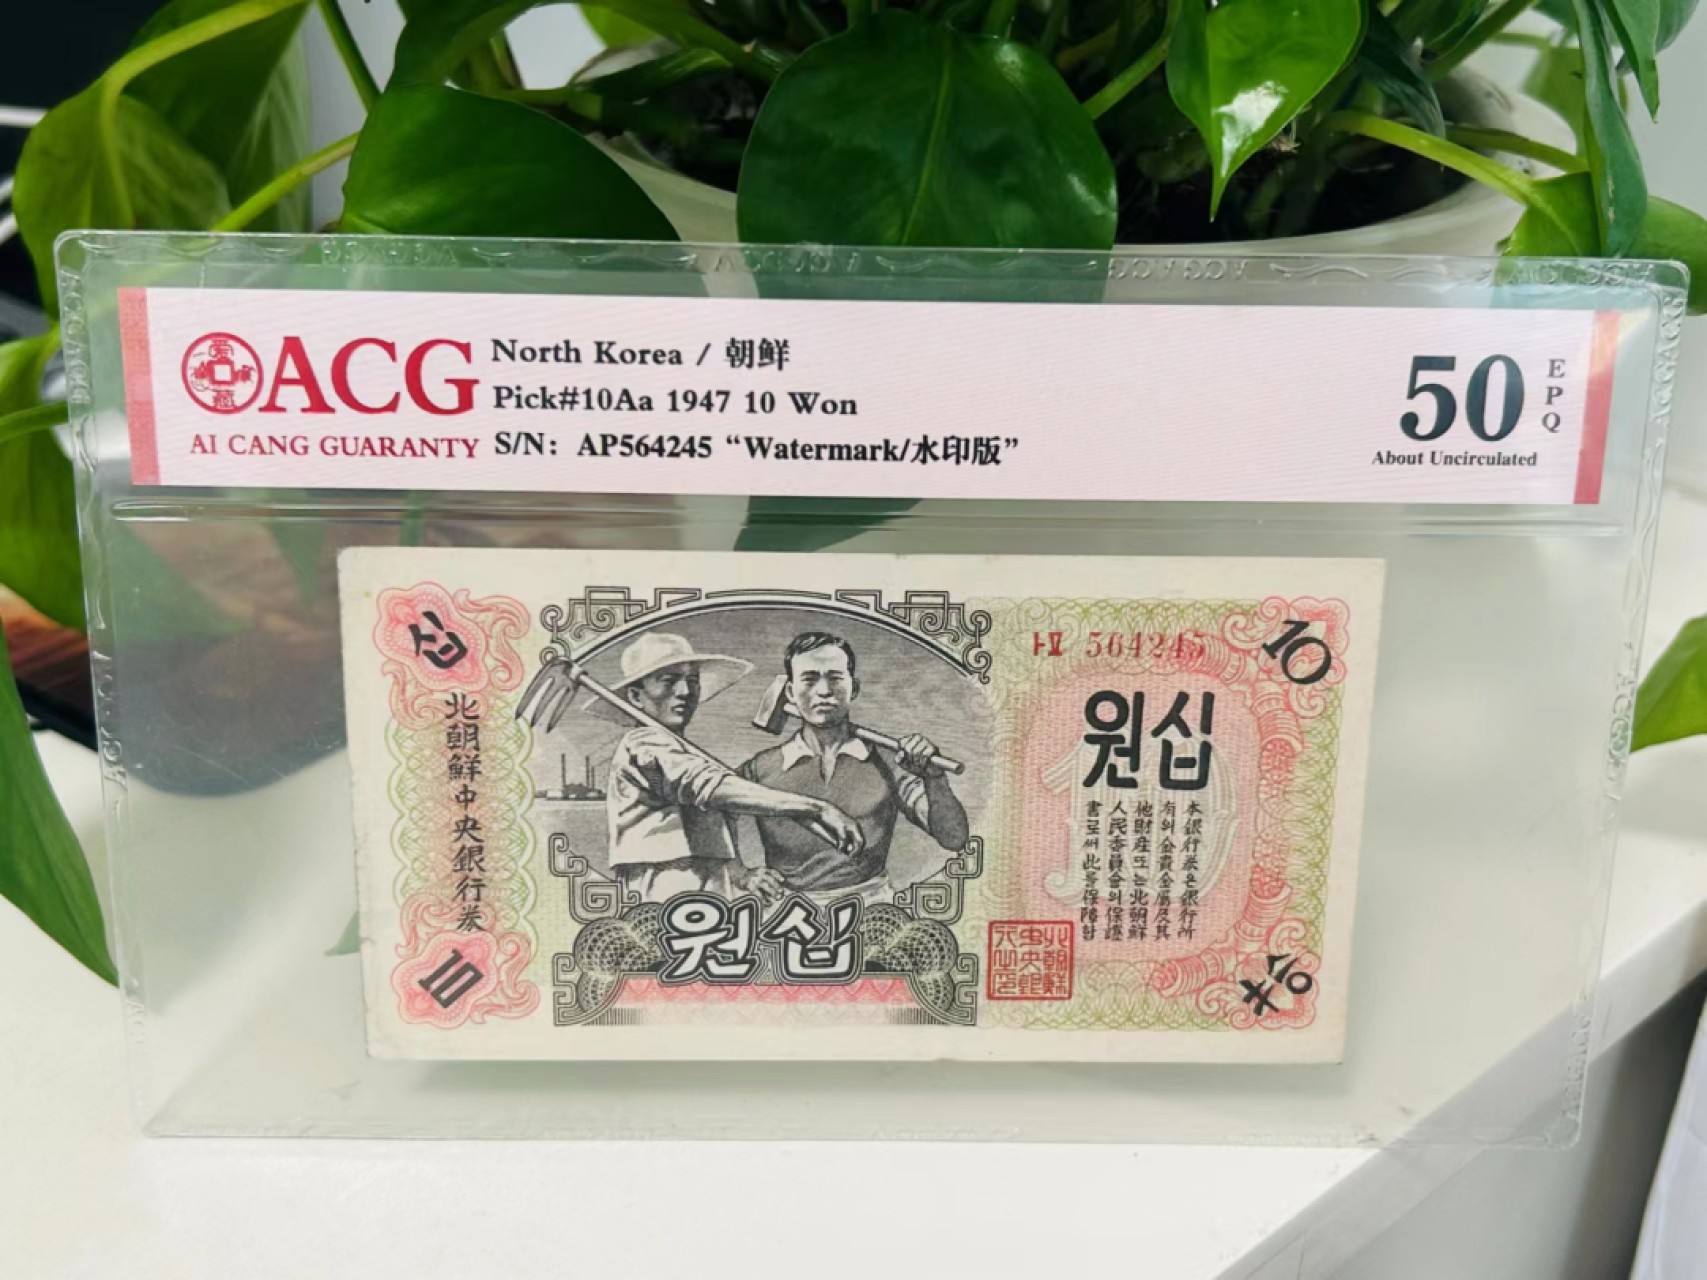 ACG
AI CANG GUARANTY
North Korea / 朝鲜
Pick#10Aa 1947 10 Won
S/N: AP564245 “Watermark/水印版”
50
EPQ
About Uncirculated
십
北朝鮮中央銀行券
10
564245
10
원십
本銀行券은銀行所
有의金貴金屬及其
他財産또는北朝鮮
人民委員会의保證
書로써此를保障함
원십